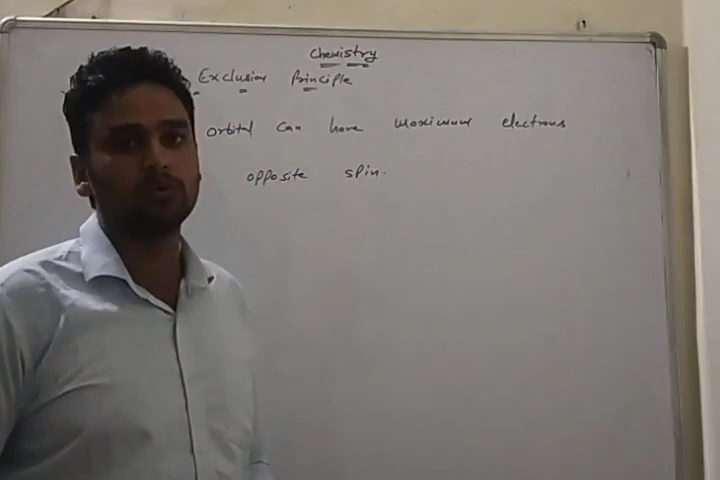 Chemistry
Exclusion Principle
orbital can have maximum electrons
opposite spin.